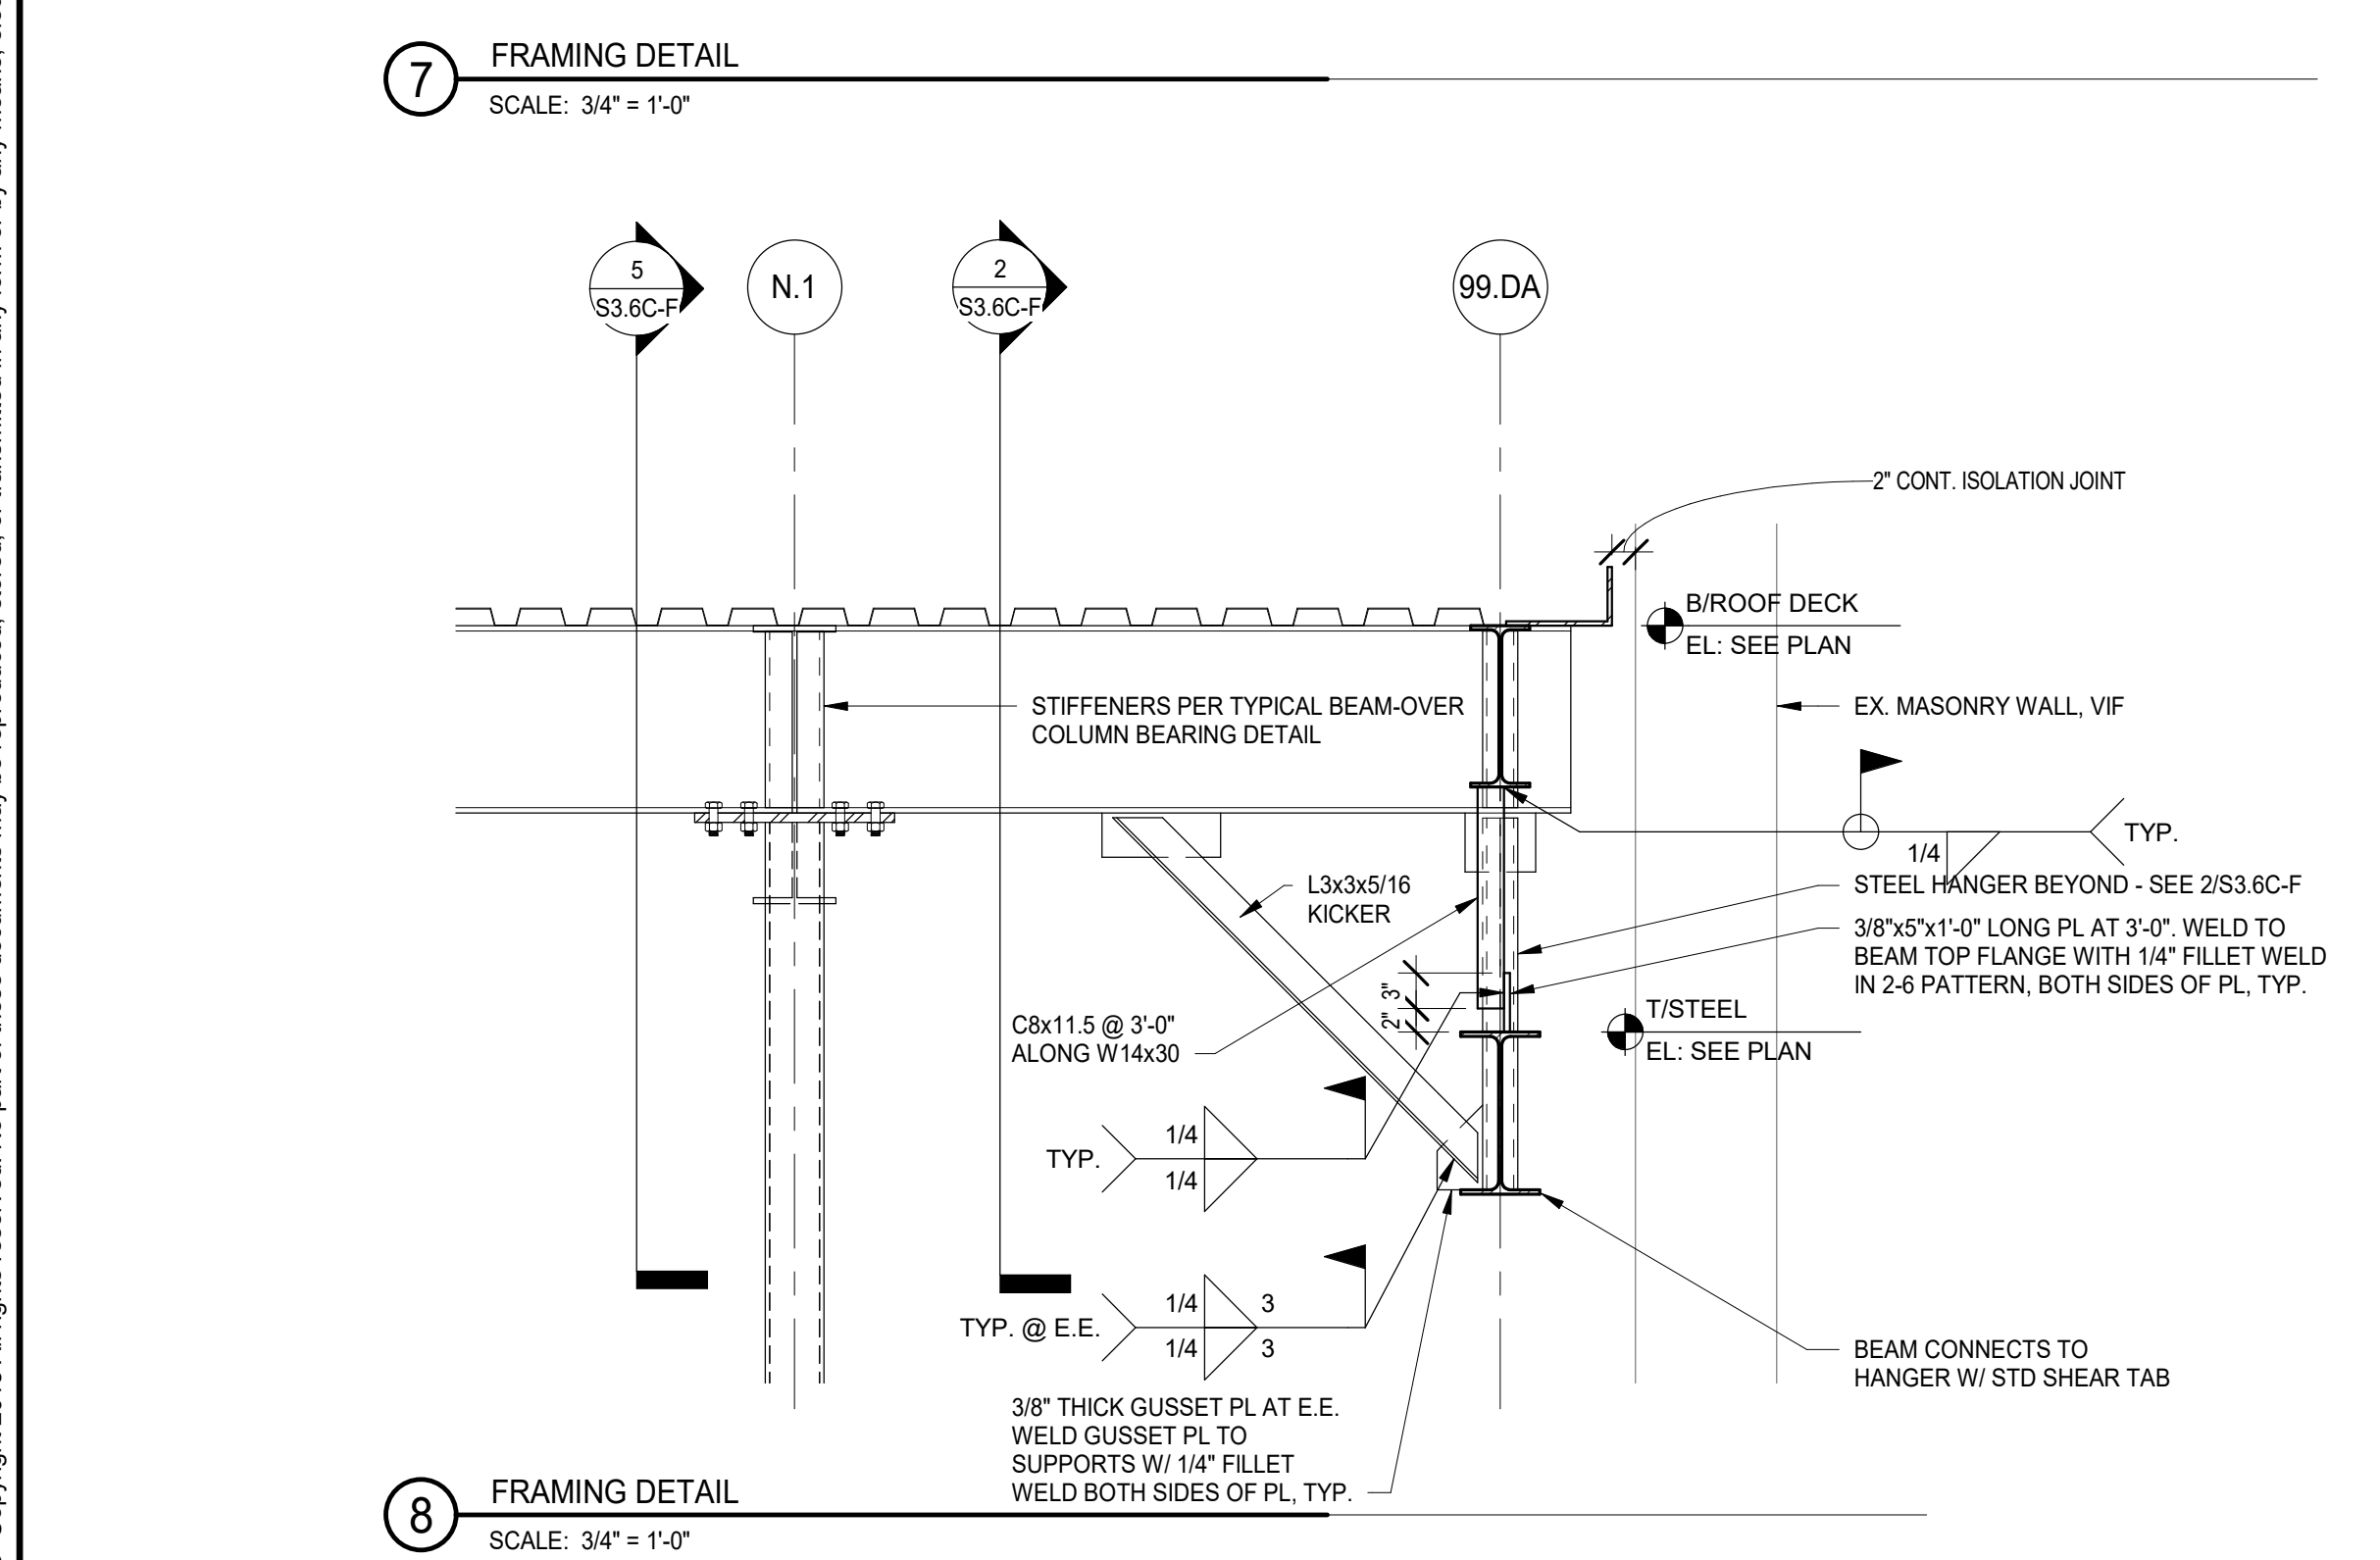 7
FRAMING DETAIL
SCALE: 3/4" = 1'-0"
5
S3.6C-F
N.1
2
S3.6C-F
99.DA
2" CONT. ISOLATION JOINT
B/ROOF DECK
EL: SEE PLAN
STIFFENERS PER TYPICAL BEAM-OVER
COLUMN BEARING DETAIL
EX. MASONRY WALL, VIF
1/4
TYP.
L3x3x5/16
KICKER
STEEL HANGER BEYOND - SEE 2/S3.6C-F
3/8"x5"x1'-0" LONG PL AT 3'-0". WELD TO
BEAM TOP FLANGE WITH 1/4" FILLET WELD
IN 2-6 PATTERN, BOTH SIDES OF PL, TYP.
3"
2"
C8x11.5 @ 3'-0"
ALONG W14x30
T/STEEL
EL: SEE PLAN
TYP.
1/4
1/4
TYP. @ E.E.
1/4 3
1/4 3
BEAM CONNECTS TO
HANGER W/ STD SHEAR TAB
3/8" THICK GUSSET PL AT E.E.
WELD GUSSET PL TO
SUPPORTS W/ 1/4" FILLET
WELD BOTH SIDES OF PL, TYP.
8
FRAMING DETAIL
SCALE: 3/4" = 1'-0"